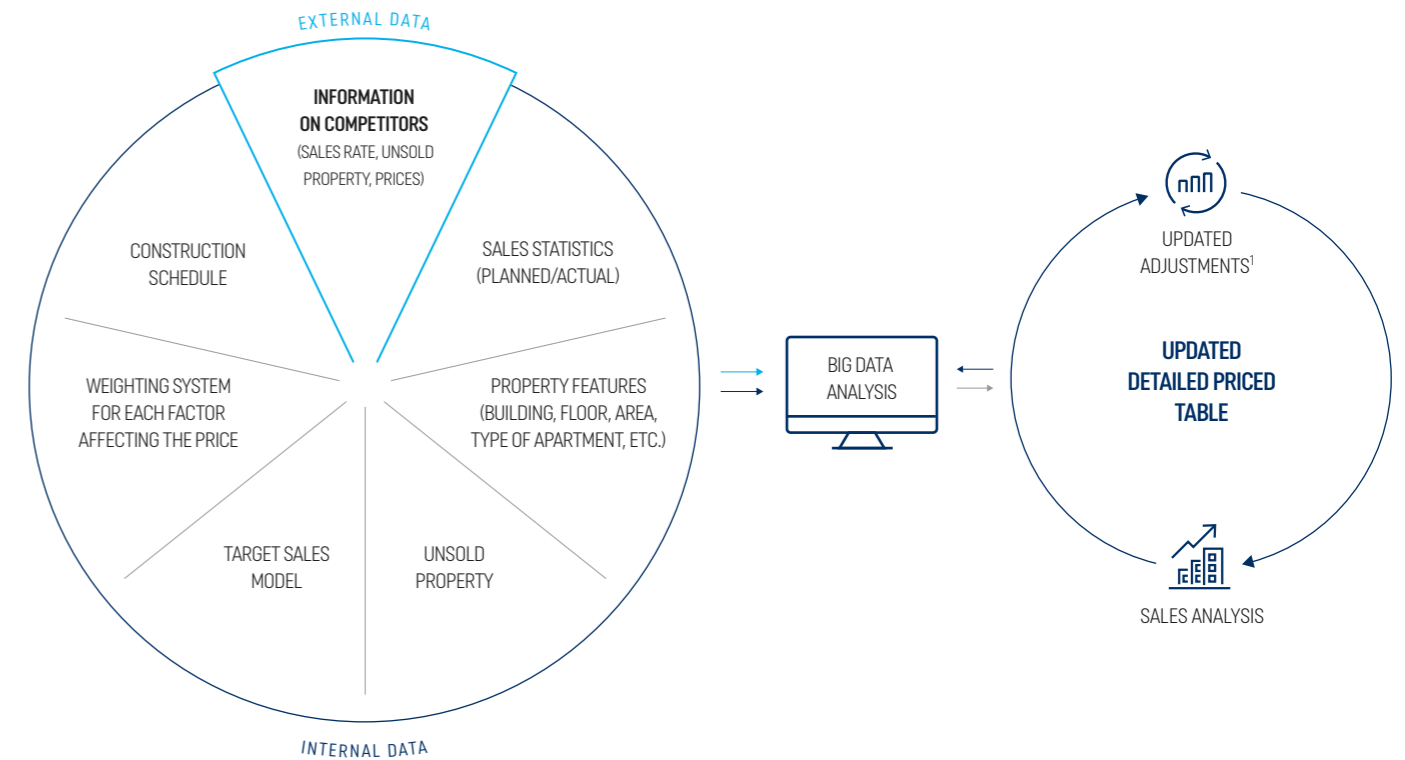 EXTERNAL DATA
INFORMATION
ON COMPETITORS
(SALES RATE, UNSOLD
PROPERTY, PRICES)
CONSTRUCTION
SCHEDULE
SALES STATISTICS
(PLANNED/ACTUAL)
WEIGHTING SYSTEM
FOR EACH FACTOR
AFFECTING THE PRICE
PROPERTY FEATURES
(BUILDING, FLOOR, AREA,
TYPE OF APARTMENT, ETC.)
TARGET SALES
MODEL
UNSOLD
PROPERTY
INTERNAL DATA
BIG DATA
ANALYSIS
UPDATED
ADJUSTMENTS¹
UPDATED
DETAILED PRICED
TABLE
SALES ANALYSIS